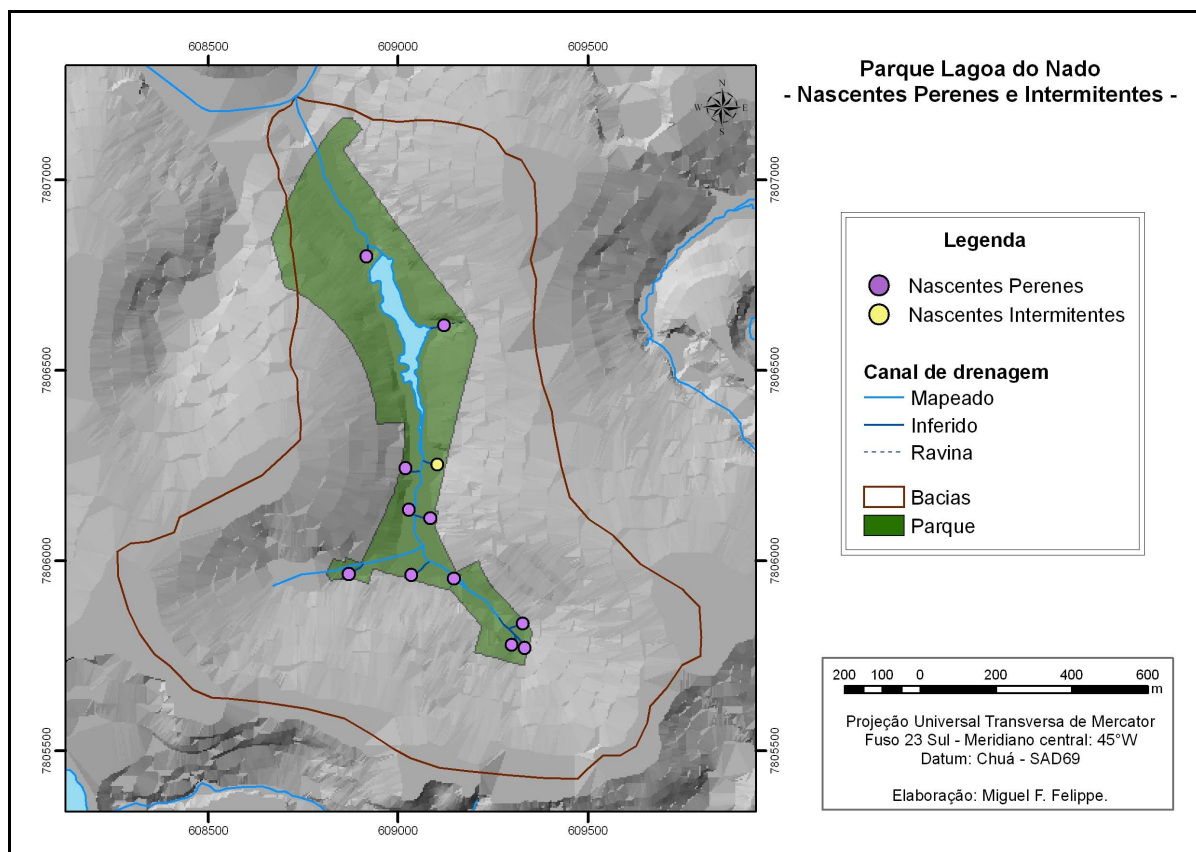 Parque Lagoa do Nado
- Nascentes Perenes e Intermitentes -
608500 609000 609500
N
W E
S
7807000 7807000
7806500 7806500
7806000 7806000
7805500 7805500
608500 609000 609500
Legenda
Nascentes Perenes
Nascentes Intermitentes
Canal de drenagem
Mapeado
Inferido
Ravina
Bacias
Parque
200 100 0 200 400 600
m
Projeção Universal Transversa de Mercator
Fuso 23 Sul - Meridiano central: 45°W
Datum: Chuá - SAD69
Elaboração: Miguel F. Felippe.